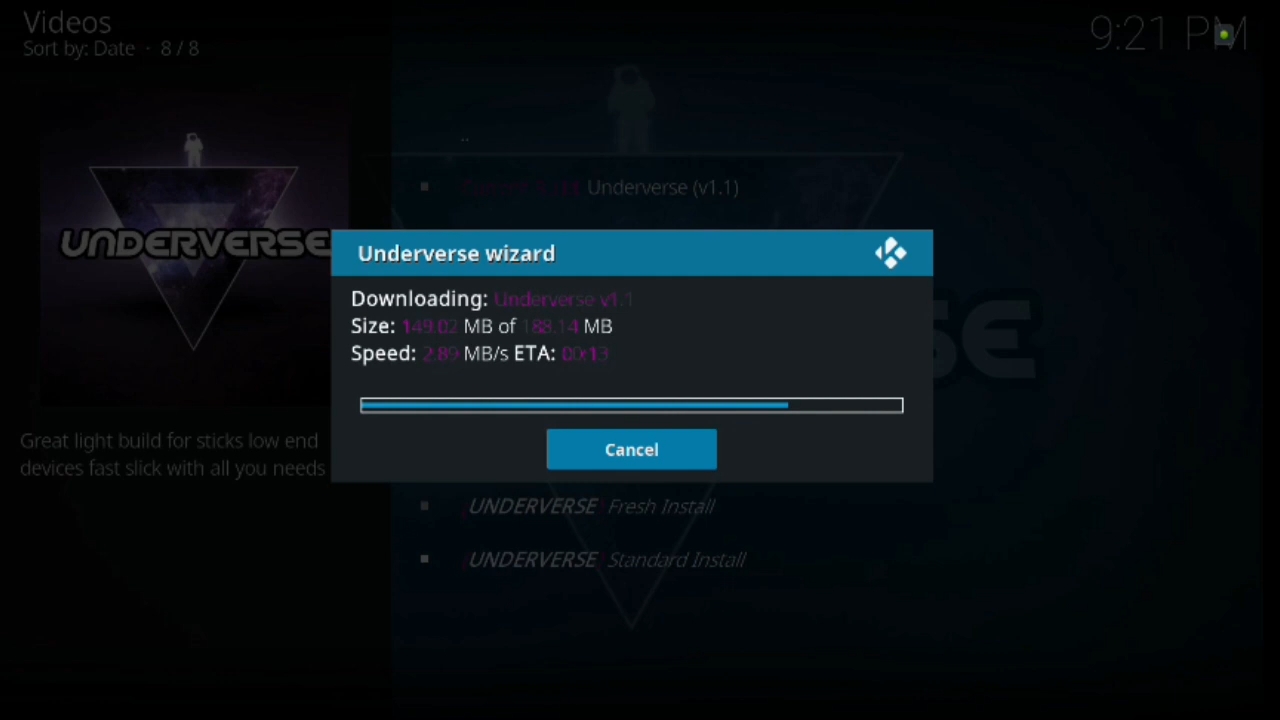 Videos
Sort by: Date · 8 / 8
9:21 PM
..
Underverse (v1.1)
UNDERVERSE
Underverse wizard
Downloading: Underverse v1.1
Size: 149.02 MB of 188.14 MB
Speed: 2.89 MB/s ETA: 00:13
Cancel
SE
Great light build for sticks low end
devices fast slick with all you needs
[UNDERVERSE] Fresh Install
[UNDERVERSE] Standard Install